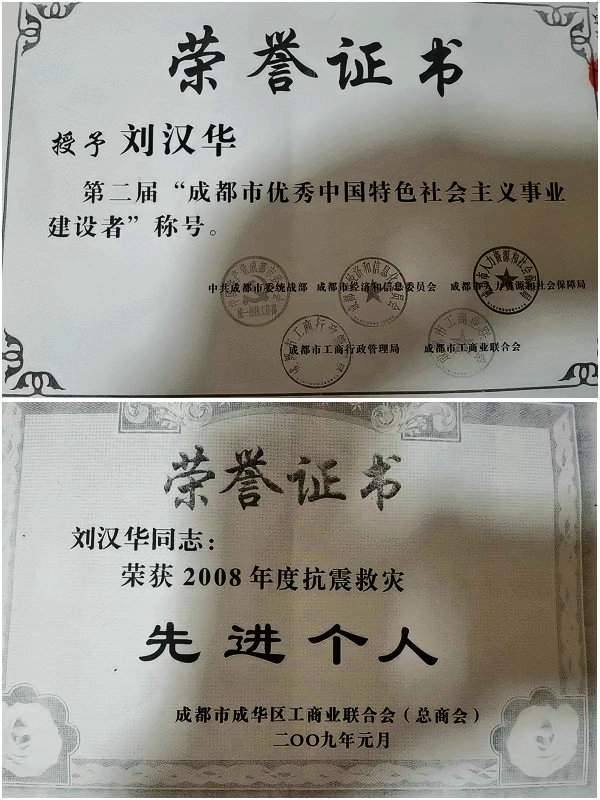 荣誉证书
授予 刘汉华
第二届“成都市优秀中国特色社会主义事业
建设者”称号。
中共成都市委统战部 成都市经济和信息委员会 成都市人力资源和社会保障局
成都市工商行政管理局 成都市工商业联合会
荣誉证书
刘汉华同志：
荣获 2008 年度抗震救灾
先进个人
成都市成华区工商业联合会（总商会）
二〇〇九年元月